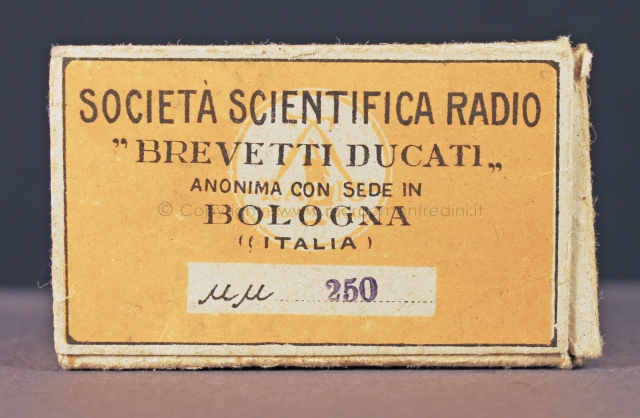 SOCIETÀ SCIENTIFICA RADIO
„BREVETTI DUCATI„
ANONIMA CON SEDE IN
BOLOGNA
((ITALIA)
µµ 250